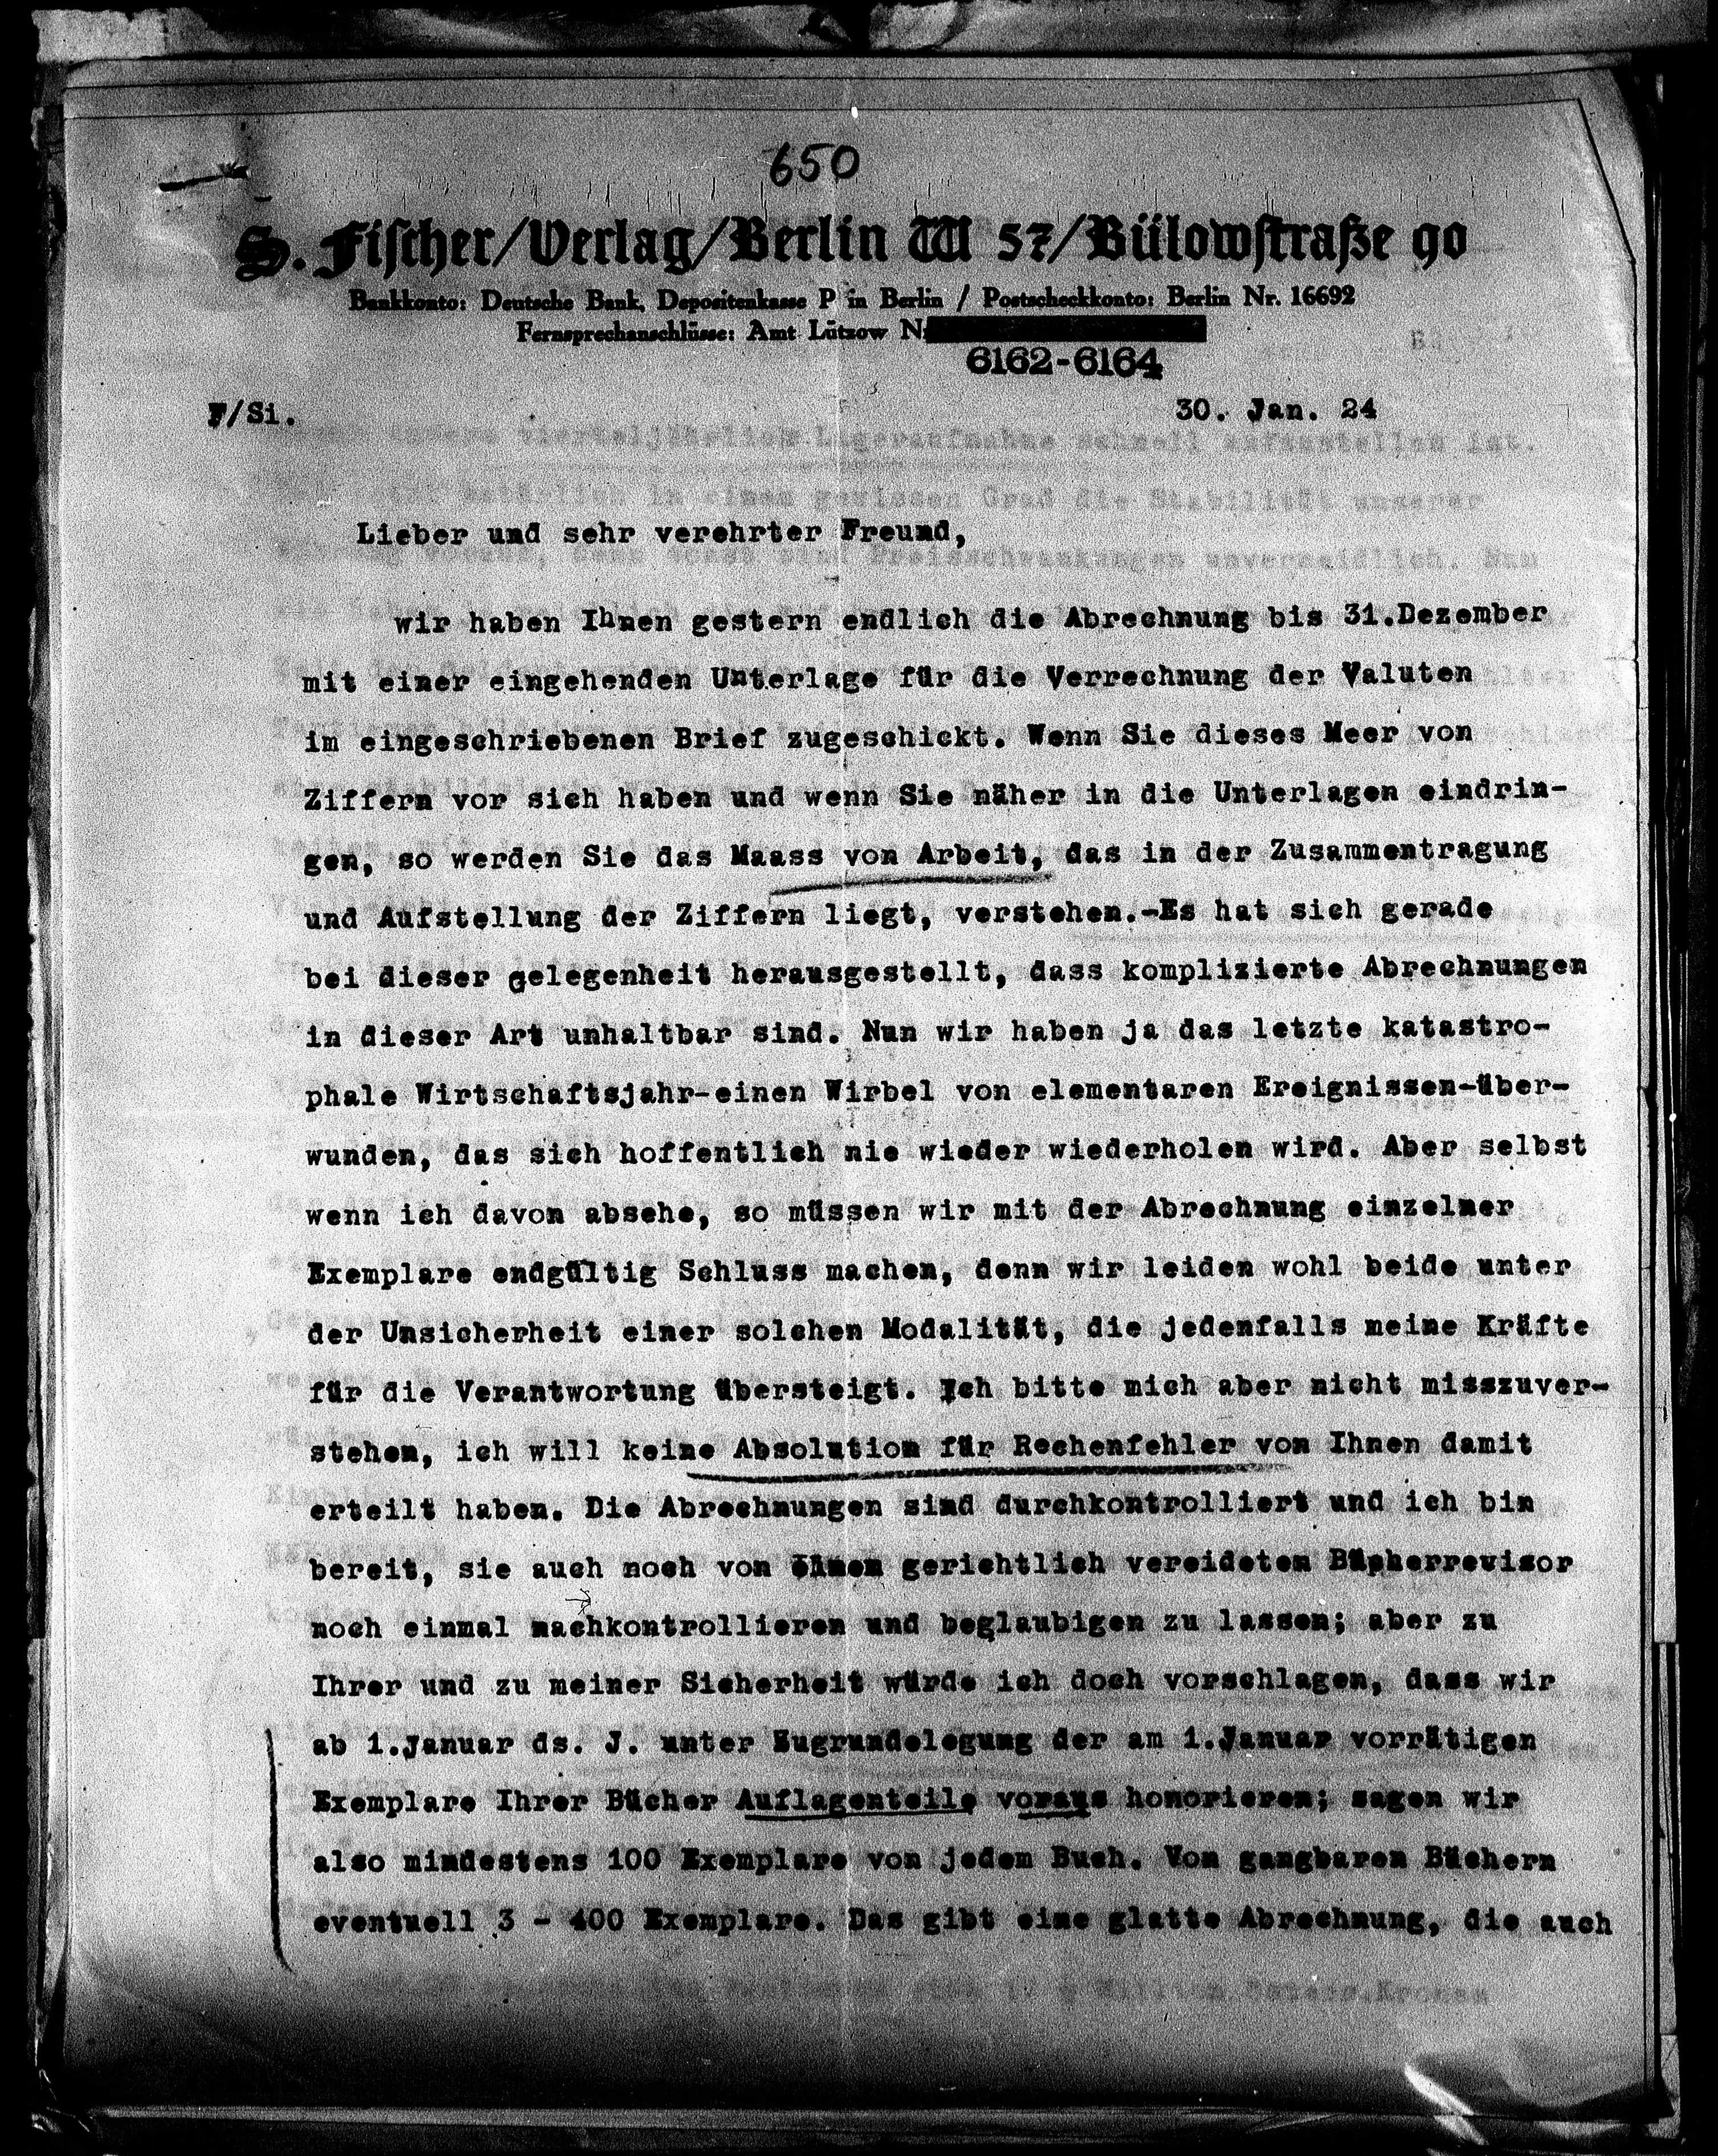 650
S. Fischer/Verlag/Berlin W 57/Bülowstraße 90
Bankkonto: Deutsche Bank, Depositenkasse P in Berlin / Postscheckkonto: Berlin Nr. 16692
Fernsprechanschlüsse: Amt Lützow N
6162-6164
F/Si.
30. Jan. 24
Lieber und sehr verehrter Freund,
wir haben Ihnen gestern endlich die Abrechnung bis 31.Dezember
mit einer eingehenden Unterlage für die Verrechnung der Valuten
im eingeschriebenen Brief zugeschickt. Wenn Sie dieses Meer von
Ziffern vor sich haben und wenn Sie näher in die Unterlagen eindrin-
gen, so werden Sie das Maass von Arbeit, das in der Zusammentragung
und Aufstellung der Ziffern liegt, verstehen.-Es hat sich gerade
bei dieser gelegenheit herausgestellt, dass komplizierte Abrechnungen
in dieser Art unhaltbar sind. Nun wir haben ja das letzte katastro-
phale Wirtschaftsjahr-einen Wirbel von elementaren Ereignissen-über-
wunden, das sich hoffentlich nie wieder wiederholen wird. Aber selbst
wenn ich davon absehe, so müssen wir mit der Abrechnung einzelner
Exemplare endgültig Schluss machen, denn wir leiden wohl beide unter
der Unsicherheit einer solchen Modalität, die jedenfalls meine Kräfte
für die Verantwortung übersteigt. Ich bitte mich aber nicht misszuver-
stehen, ich will keine Absolution für Rechenfehler von Ihnen damit
erteilt haben. Die Abrechnungen sind durchkontrolliert und ich bin
bereit, sie auch noch von einem gerichtlich vereideten Bücherrevisor
noch einmal nachkontrollieren und beglaubigen zu lassen; aber zu
Ihrer und zu meiner Sicherheit würde ich doch vorschlagen, dass wir
ab 1.Januar ds. J. unter Zugrundelegung der am 1.Januar vorrätigen
Exemplare Ihrer Bücher Auflagenteile voraus honorieren; sagen wir
also mindestens 100 Exemplare von jedem Buch. Von gangbaren Büchern
eventuell 3 - 400 Exemplare. Das gibt eine glatte Abrechnung, die auch